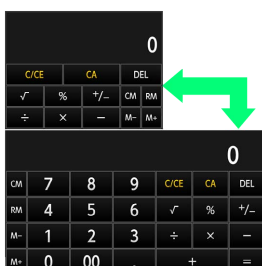 0
C/CE CA DEL
√ % +/− CM RM
÷ × − M− M+
0
CM 7 8 9 C/CE CA DEL
RM 4 5 6 √ % +/−
M− 1 2 3 ÷ × −
M+ 0 00 . + =